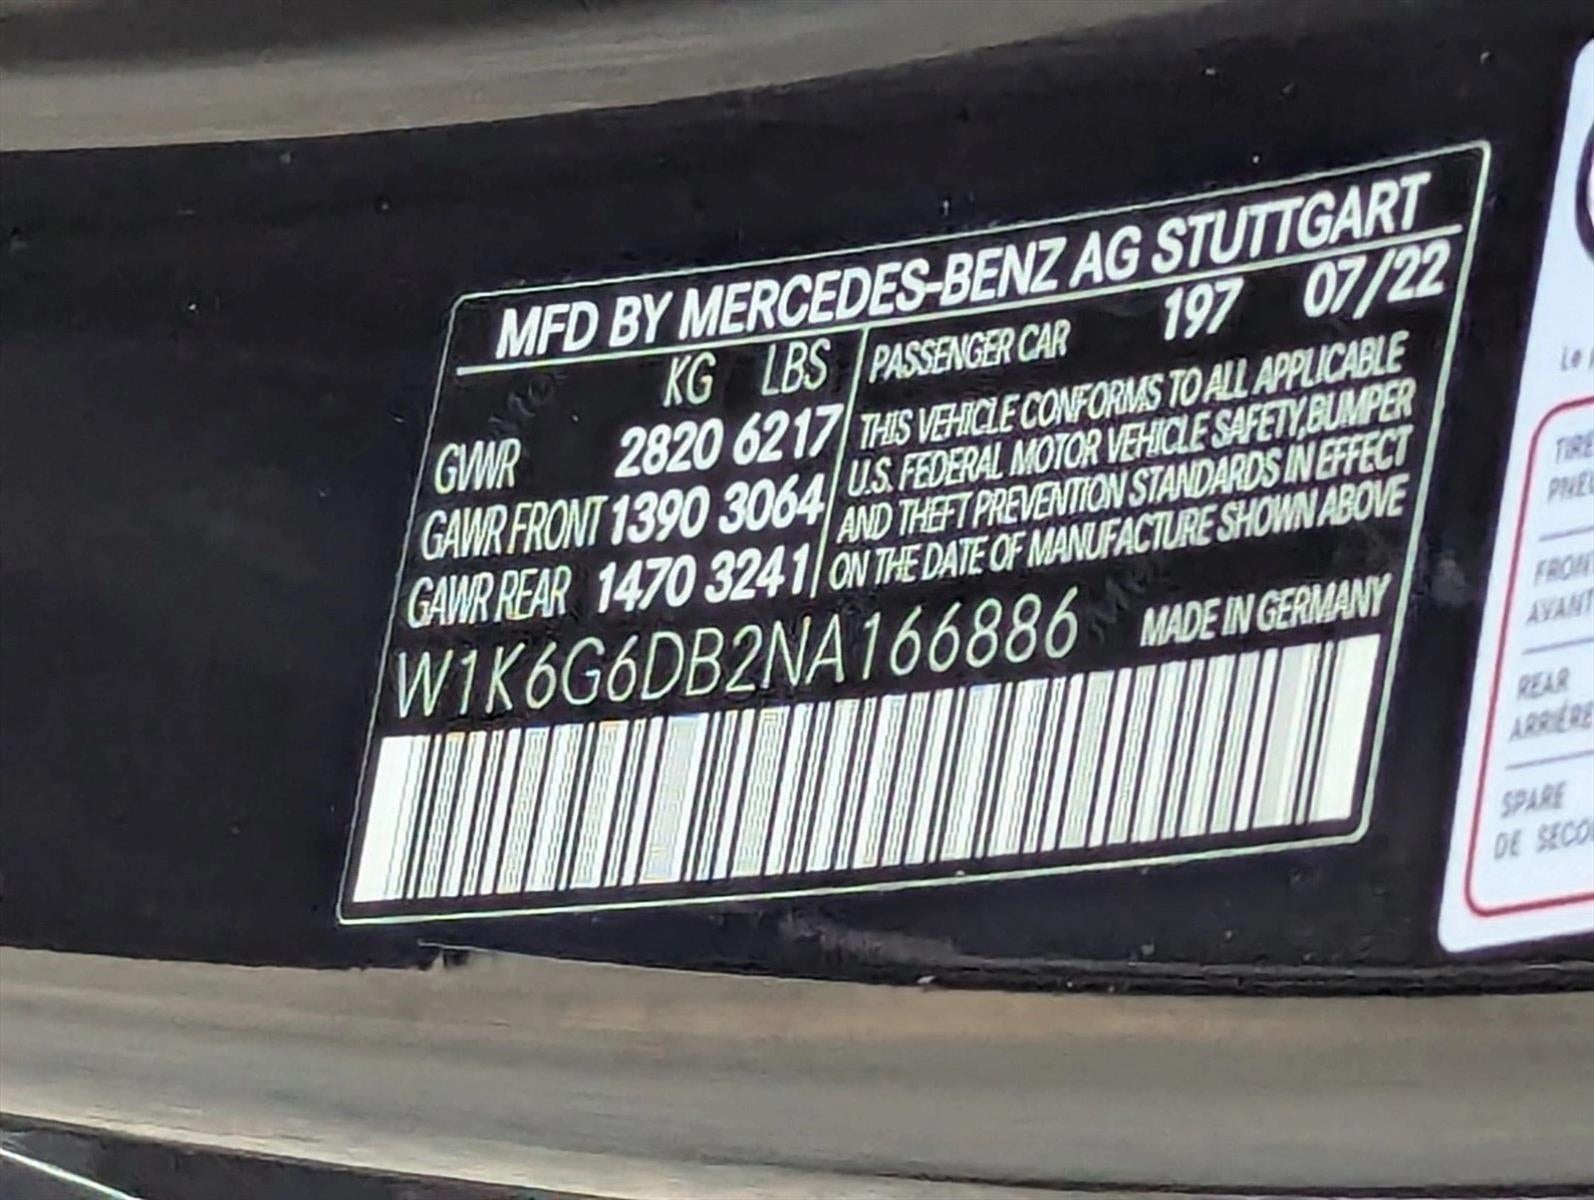 MFD BY MERCEDES-BENZ AG STUTTGART
KG LBS
GVWR 2820 6217
GAWR FRONT 1390 3064
GAWR REAR 1470 3241
PASSENGER CAR 197 07/22
THIS VEHICLE CONFORMS TO ALL APPLICABLE
U.S. FEDERAL MOTOR VEHICLE SAFETY,BUMPER
AND THEFT PREVENTION STANDARDS IN EFFECT
ON THE DATE OF MANUFACTURE SHOWN ABOVE
W1K6G6DB2NA166886 MADE IN GERMANY
Le
TIRE
FRONT
AVANT
REAR
ARRIÈRE
SPARE
DE